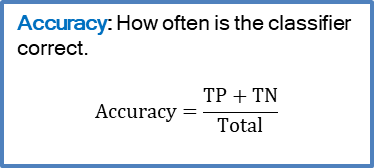 Accuracy: How often is the classifier
correct.
Accuracy = (TP + TN) / Total